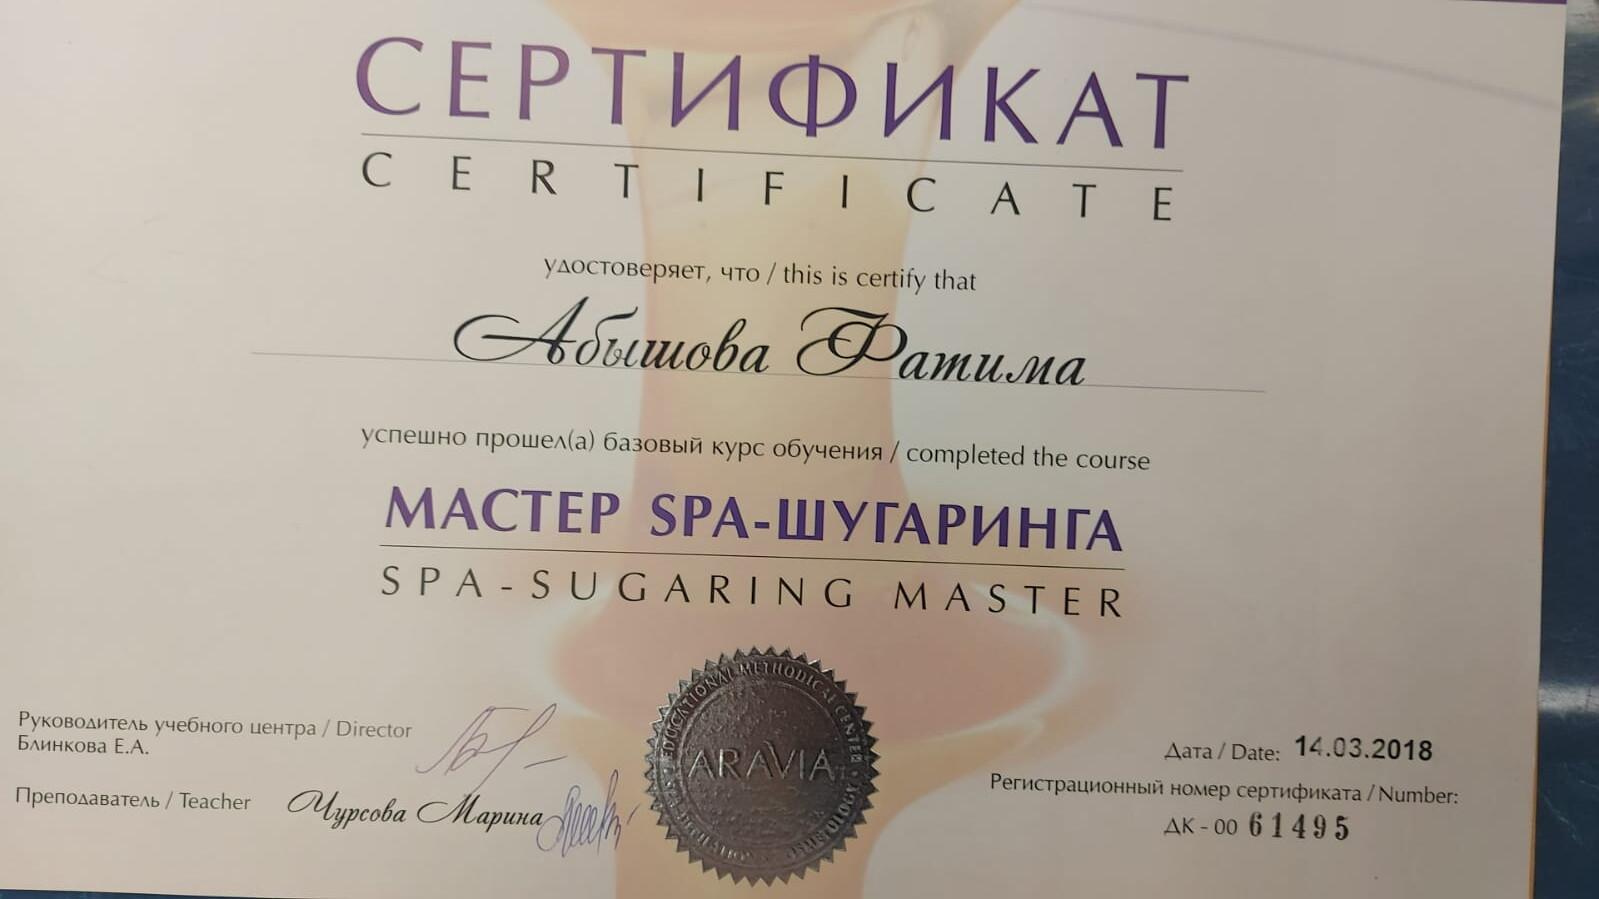 СЕРТИФИКАТ
CERTIFICATE
удостоверяет, что / this is certify that
Абышова Фатима
успешно прошел(а) базовый курс обучения / completed the course
МАСТЕР SPA-ШУГАРИНГА
SPA-SUGARING MASTER
Руководитель учебного центра / Director
Блинкова Е.А.
Преподаватель / Teacher Чурсова Марина
EDUCATIONAL METHODICAL CENTER
ARAVIA
Дата / Date: 14.03.2018
Регистрационный номер сертификата / Number:
ДК - 00 61495